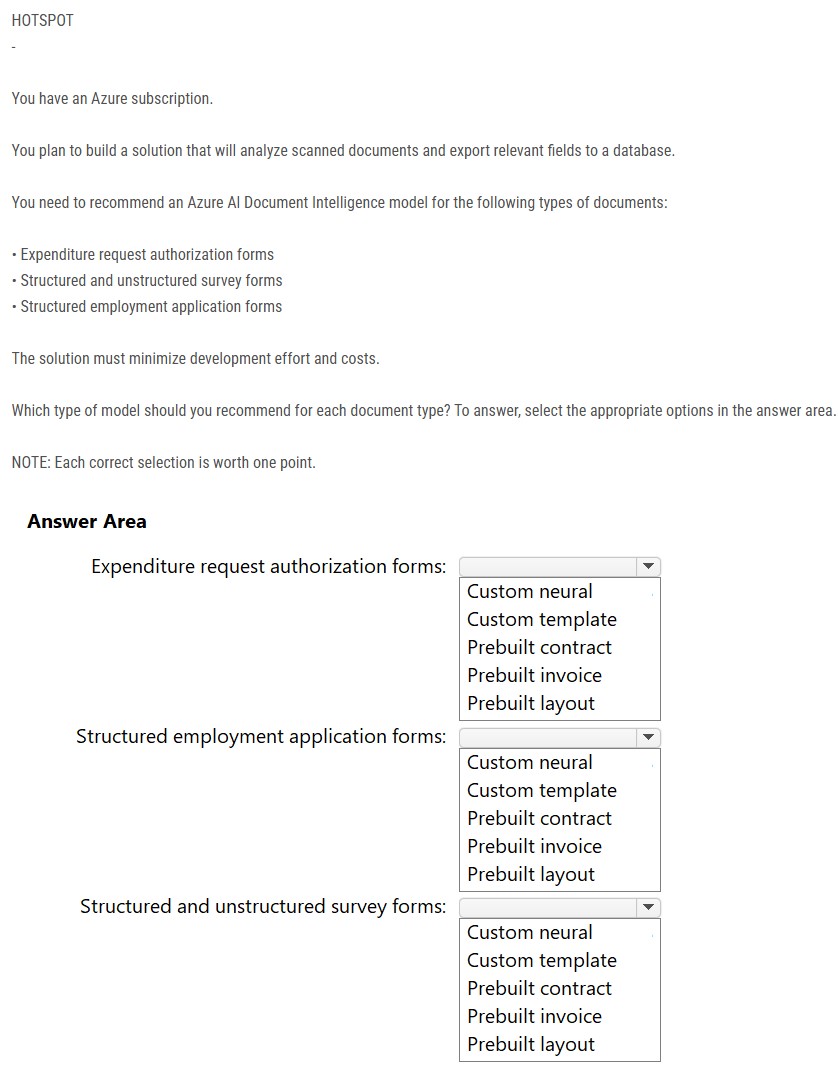 HOTSPOT
-
You have an Azure subscription.
You plan to build a solution that will analyze scanned documents and export relevant fields to a database.
You need to recommend an Azure AI Document Intelligence model for the following types of documents:
• Expenditure request authorization forms
• Structured and unstructured survey forms
• Structured employment application forms
The solution must minimize development effort and costs.
Which type of model should you recommend for each document type? To answer, select the appropriate options in the answer area.
NOTE: Each correct selection is worth one point.
Answer Area
Expenditure request authorization forms:
Custom neural
Custom template
Prebuilt contract
Prebuilt invoice
Prebuilt layout
Structured employment application forms:
Custom neural
Custom template
Prebuilt contract
Prebuilt invoice
Prebuilt layout
Structured and unstructured survey forms:
Custom neural
Custom template
Prebuilt contract
Prebuilt invoice
Prebuilt layout